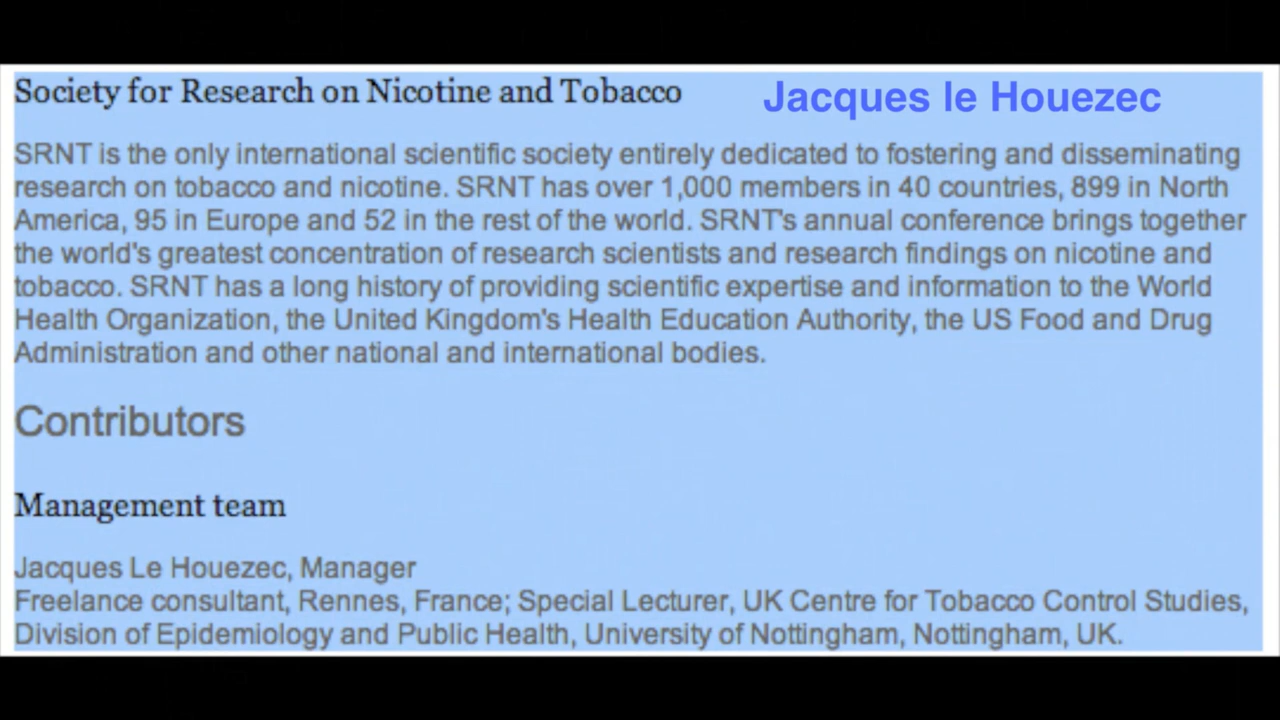 Society for Research on Nicotine and Tobacco
Jacques le Houezec
SRNT is the only international scientific society entirely dedicated to fostering and disseminating
research on tobacco and nicotine. SRNT has over 1,000 members in 40 countries, 899 in North
America, 95 in Europe and 52 in the rest of the world. SRNT's annual conference brings together
the world's greatest concentration of research scientists and research findings on nicotine and
tobacco. SRNT has a long history of providing scientific expertise and information to the World
Health Organization, the United Kingdom's Health Education Authority, the US Food and Drug
Administration and other national and international bodies.
Contributors
Management team
Jacques Le Houezec, Manager
Freelance consultant, Rennes, France; Special Lecturer, UK Centre for Tobacco Control Studies,
Division of Epidemiology and Public Health, University of Nottingham, Nottingham, UK.